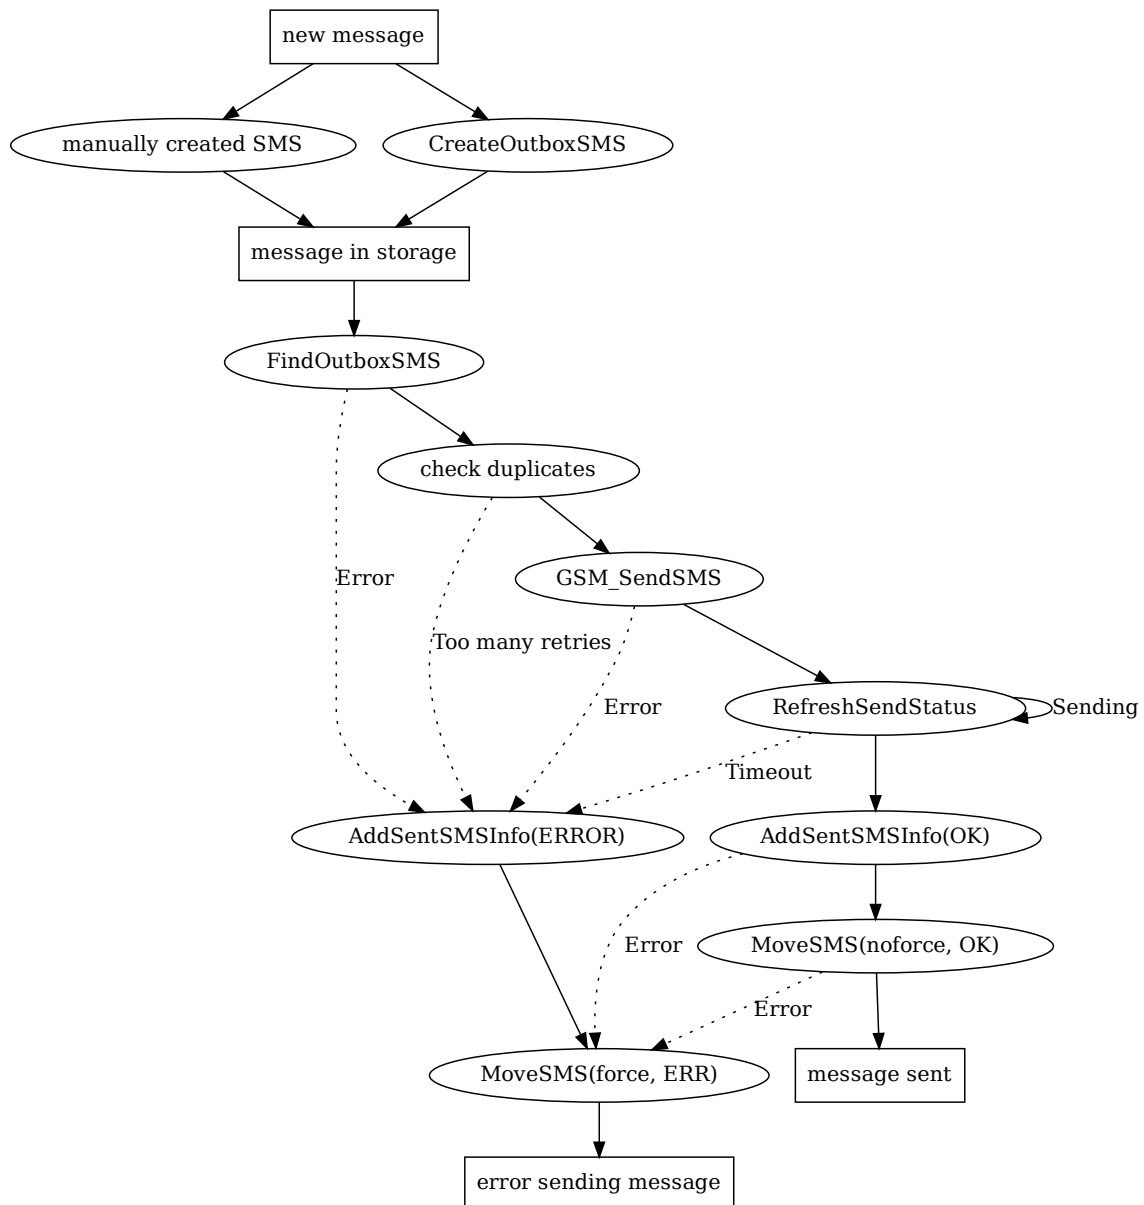 new message
manually created SMS
CreateOutboxSMS
message in storage
FindOutboxSMS
check duplicates
Error
GSM_SendSMS
Too many retries
Error
RefreshSendStatus
Sending
Timeout
AddSentSMSInfo(ERROR)
AddSentSMSInfo(OK)
Error
MoveSMS(noforce, OK)
Error
MoveSMS(force, ERR)
message sent
error sending message